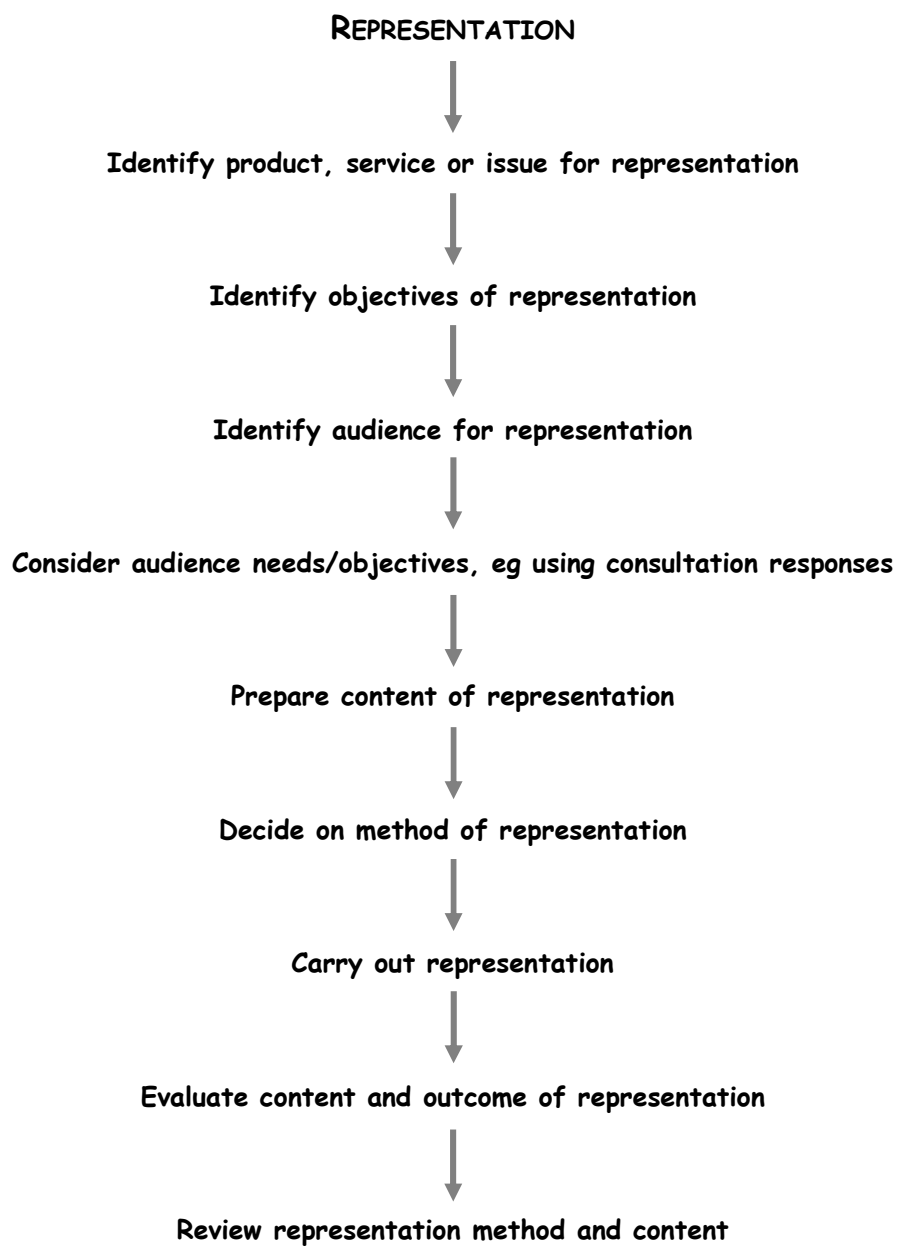 REPRESENTATION
Identify product, service or issue for representation
Identify objectives of representation
Identify audience for representation
Consider audience needs/objectives, eg using consultation responses
Prepare content of representation
Decide on method of representation
Carry out representation
Evaluate content and outcome of representation
Review representation method and content